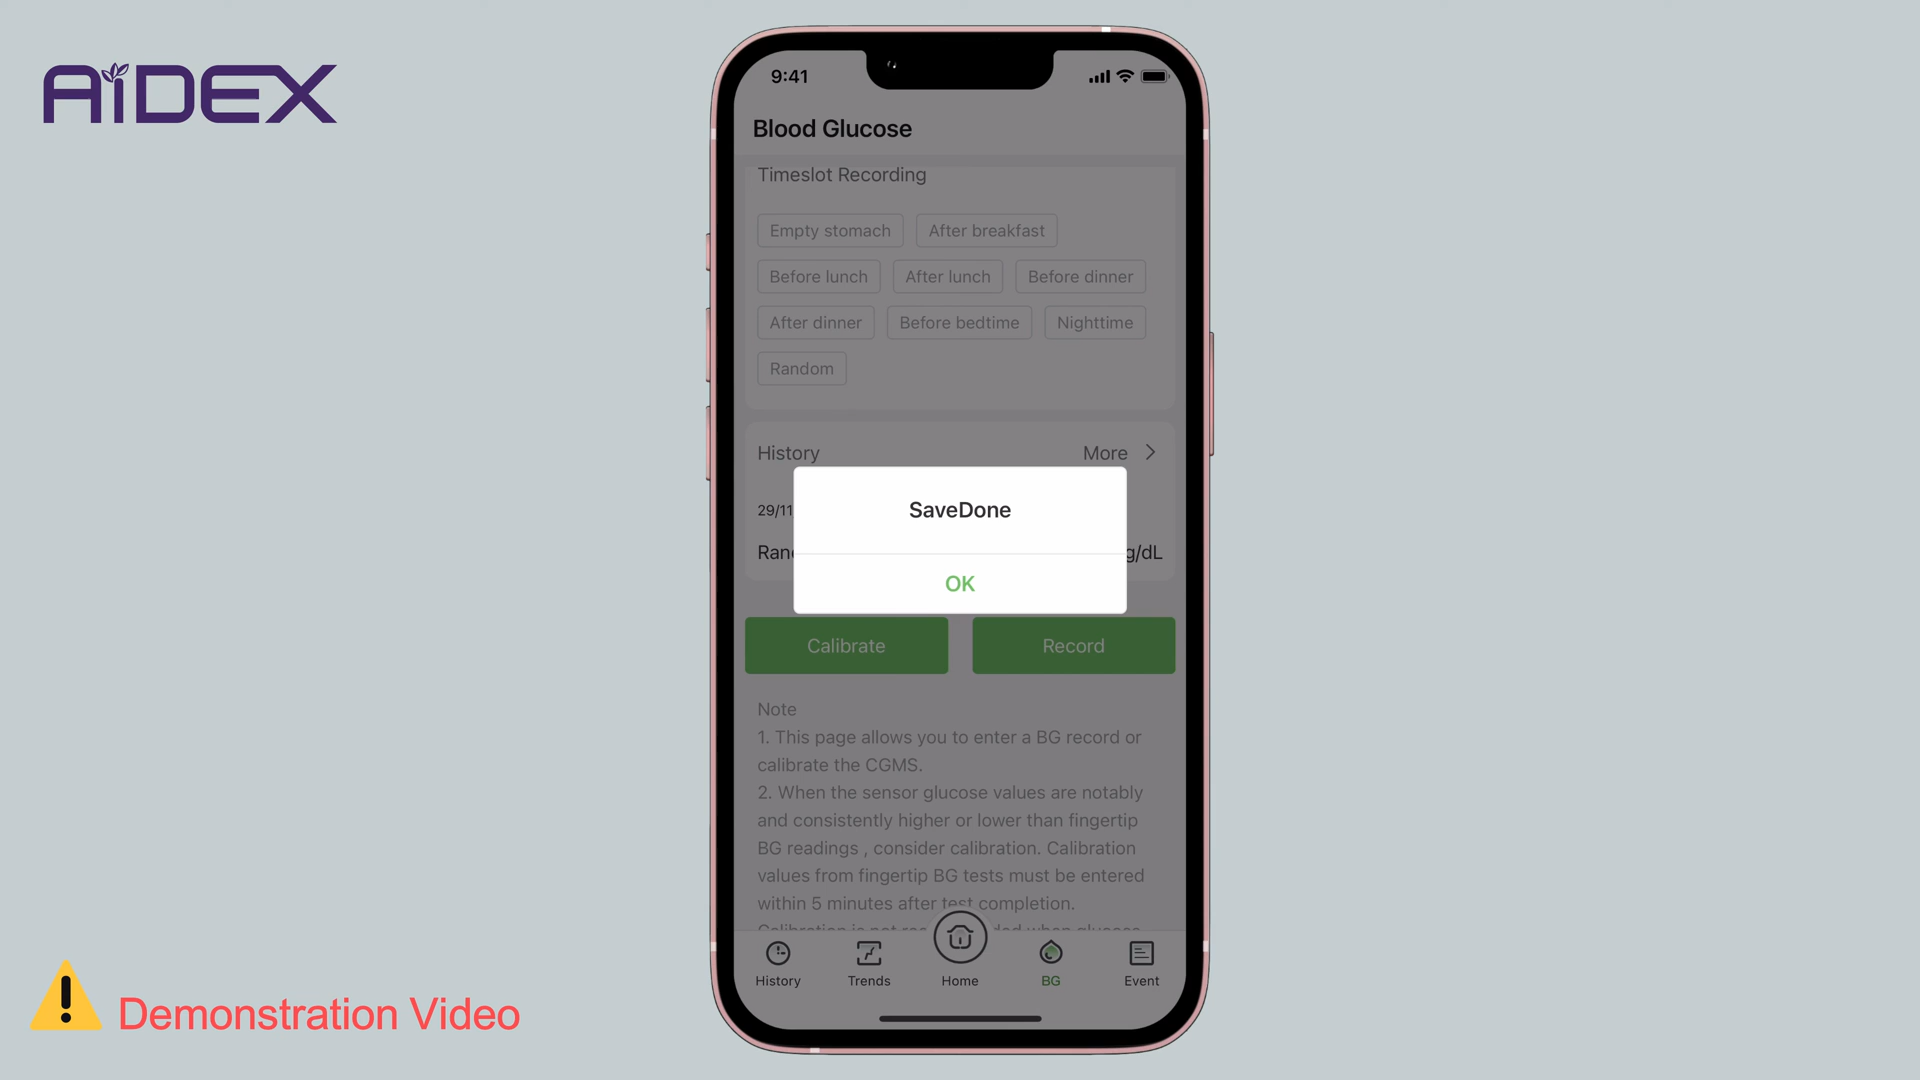 AiDEX
9:41
Blood Glucose
Timeslot Recording
Empty stomach
After breakfast
Before lunch
After lunch
Before dinner
After dinner
Before bedtime
Nighttime
Random
History
More
29/11
SaveDone
g/dL
OK
Calibrate
Record
Note
1. This page allows you to enter a BG record or
calibrate the CGMS.
2. When the sensor glucose values are notably
and consistently higher or lower than fingertip
BG readings , consider calibration. Calibration
values from fingertip BG tests must be entered
within 5 minutes after test completion.
History
Trends
Home
BG
Event
Demonstration Video